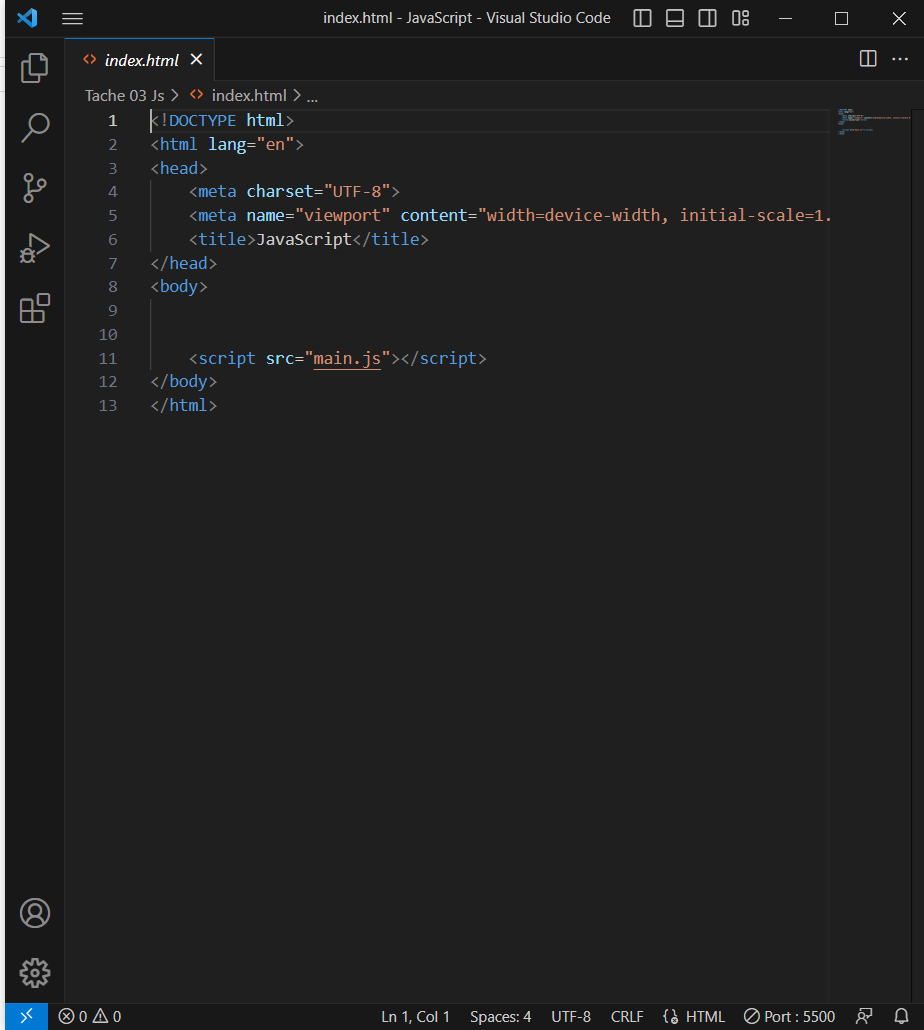 index.html - JavaScript - Visual Studio Code
index.html
Tache 03 Js > index.html > ...
1 <!DOCTYPE html>
2 <html lang="en">
3 <head>
4     <meta charset="UTF-8">
5     <meta name="viewport" content="width=device-width, initial-scale=1.
6     <title>JavaScript</title>
7 </head>
8 <body>
9
10
11     <script src="main.js"></script>
12 </body>
13 </html>
0 0 Ln 1, Col 1 Spaces: 4 UTF-8 CRLF HTML Port : 5500